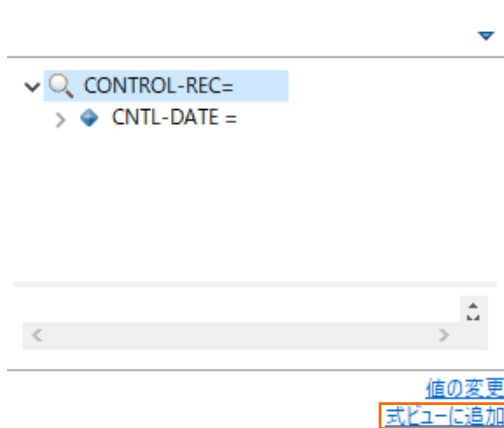 CONTROL-REC=
CNTL-DATE =
値の変更
式ビューに追加